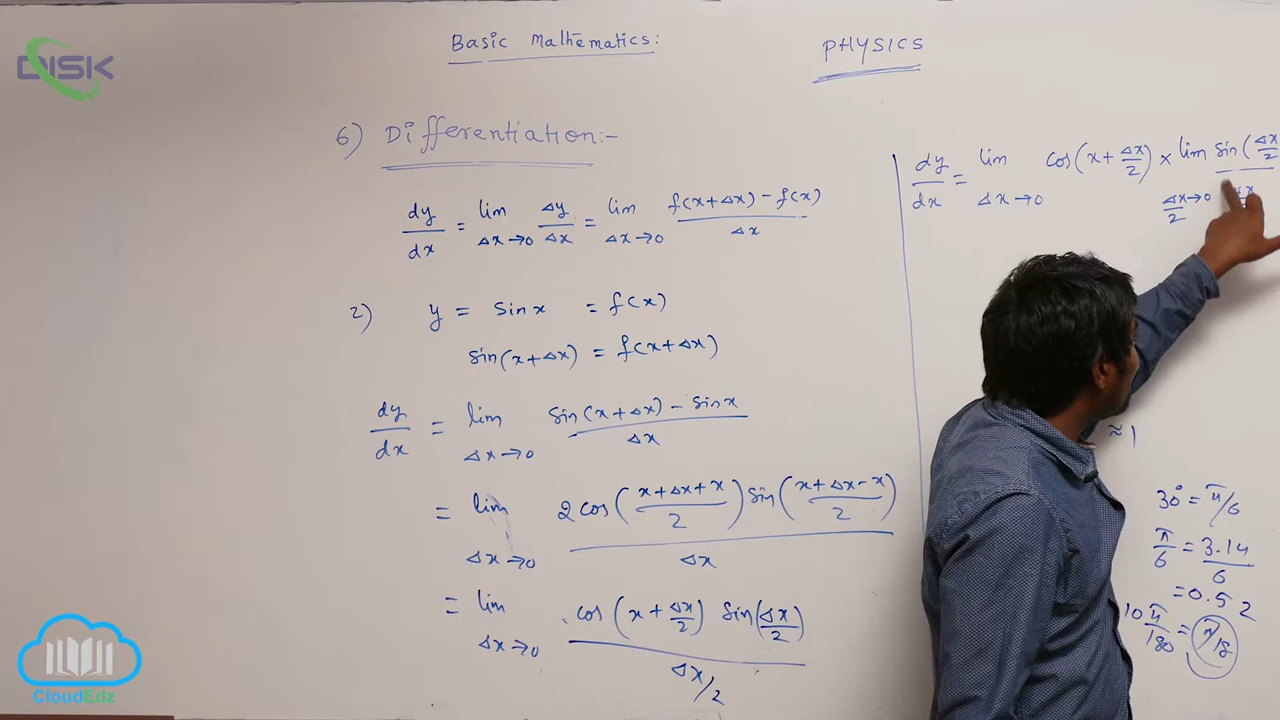 DISK
Basic Mathematics:
PHYSICS
6) Differentiation:-
dy/dx = lim Δx→0 Δy/Δx = lim Δx→0 f(x+Δx) - f(x) / Δx
2) y = sin x = f(x)
sin(x+Δx) = f(x+Δx)
dy/dx = lim Δx→0 sin(x+Δx) - sin x / Δx
= lim Δx→0 2 cos(x+Δx+x / 2) sin(x+Δx-x / 2) / Δx
= lim Δx→0 cos(x + Δx/2) sin(Δx/2) / Δx/2
dy/dx = lim Δx→0 cos(x + Δx/2) × lim Δx/2→0 sin(Δx/2
≈ 1
30° = π/6
π/6 = 3.14/6
= 0.52
10 π/180 = π/18
CloudEdz